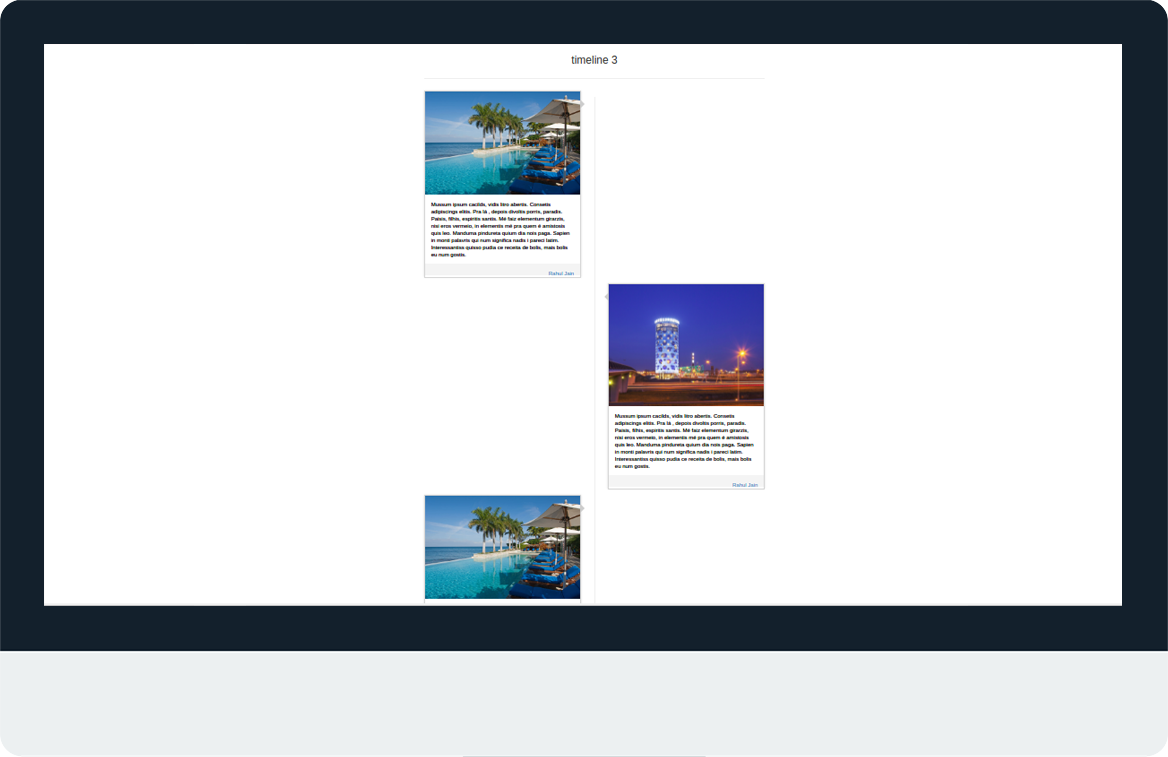 timeline 3
Mussum ipsum cacilds, vidis litro abertis. Consetis
adipiscings elitis. Pra lá , depois divoltis porris, paradis.
Paisis, filhis, espiritis santis. Mé faiz elementum girarzis,
nisi eros vermeio, in elementis mé pra quem é amistosis
quis leo. Manduma pindureta quium dia nois paga. Sapien
in monti palavris qui num significa nadis i pareci latim.
Interessantiss quisso pudia ce receita de bolis, mais bolis
eu num gostis.
Rahul Jain
Mussum ipsum cacilds, vidis litro abertis. Consetis
adipiscings elitis. Pra lá , depois divoltis porris, paradis.
Paisis, filhis, espiritis santis. Mé faiz elementum girarzis,
nisi eros vermeio, in elementis mé pra quem é amistosis
quis leo. Manduma pindureta quium dia nois paga. Sapien
in monti palavris qui num significa nadis i pareci latim.
Interessantiss quisso pudia ce receita de bolis, mais bolis
eu num gostis.
Rahul Jain